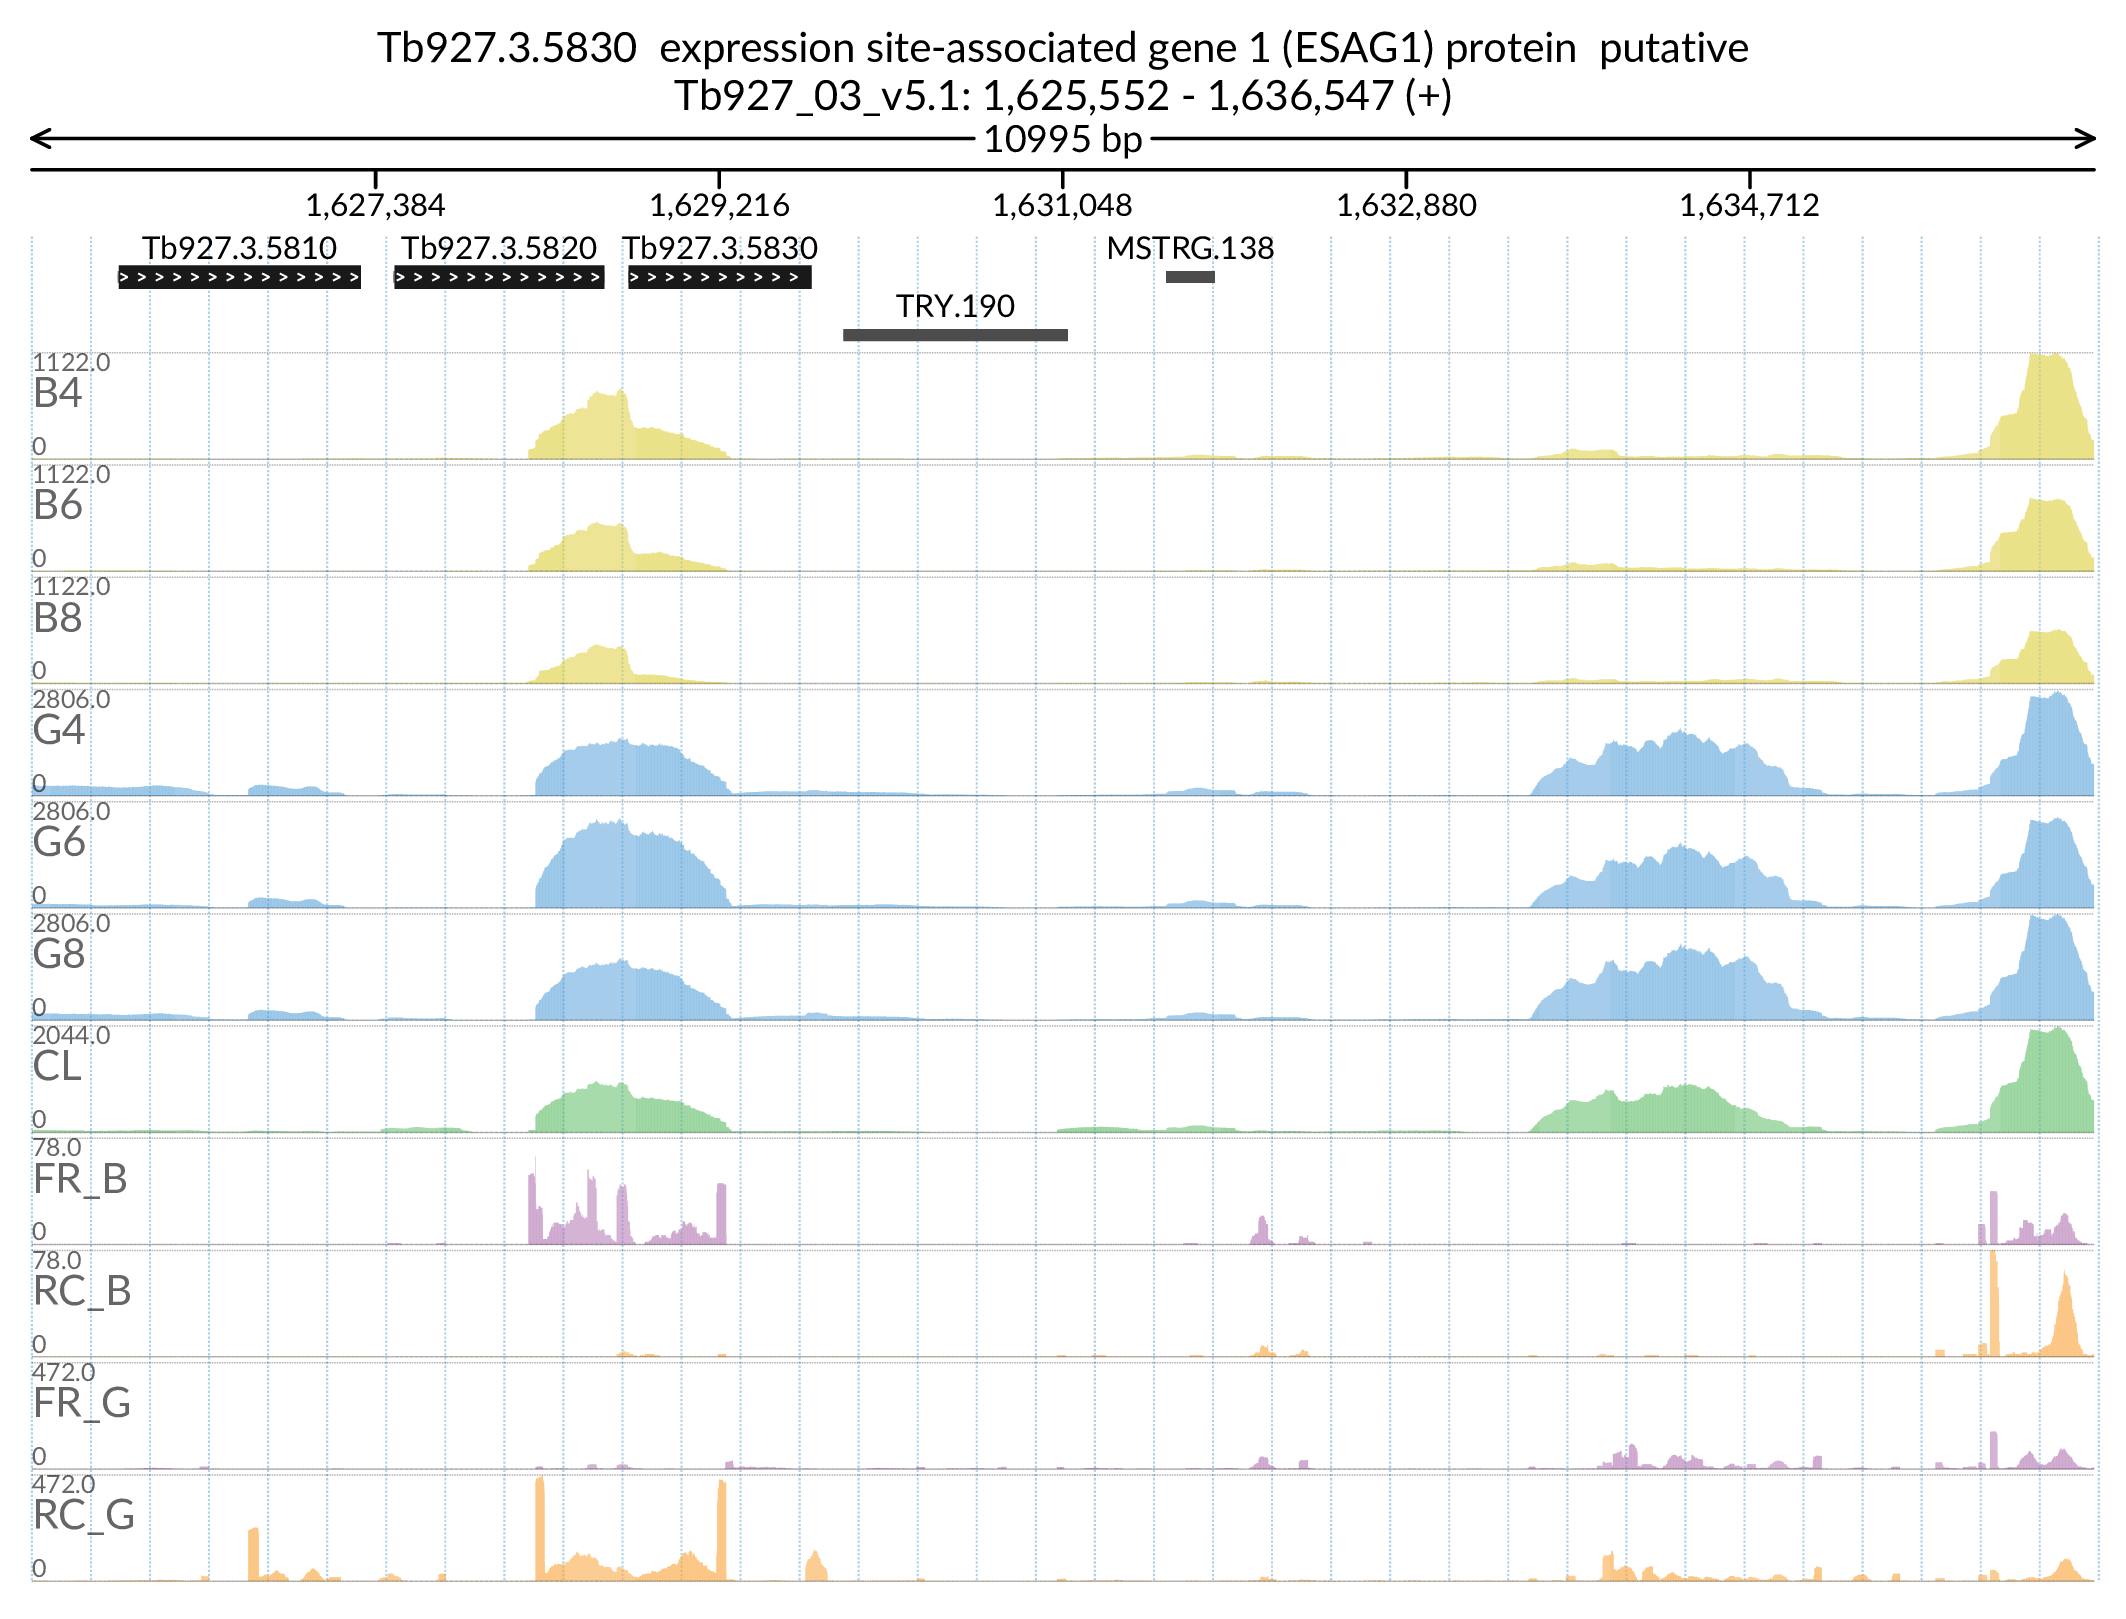 Tb927.3.5830  expression site-associated gene 1 (ESAG1) protein  putative
Tb927_03_v5.1: 1,625,552 - 1,636,547 (+)
10995 bp
1,627,384 1,629,216 1,631,048 1,632,880 1,634,712
Tb927.3.5810 Tb927.3.5820 Tb927.3.5830 MSTRG.138
TRY.190
1122.0
B4
0
1122.0
B6
0
1122.0
B8
0
2806.0
G4
0
2806.0
G6
0
2806.0
G8
0
2044.0
CL
0
78.0
FR_B
0
78.0
RC_B
0
472.0
FR_G
0
472.0
RC_G
0